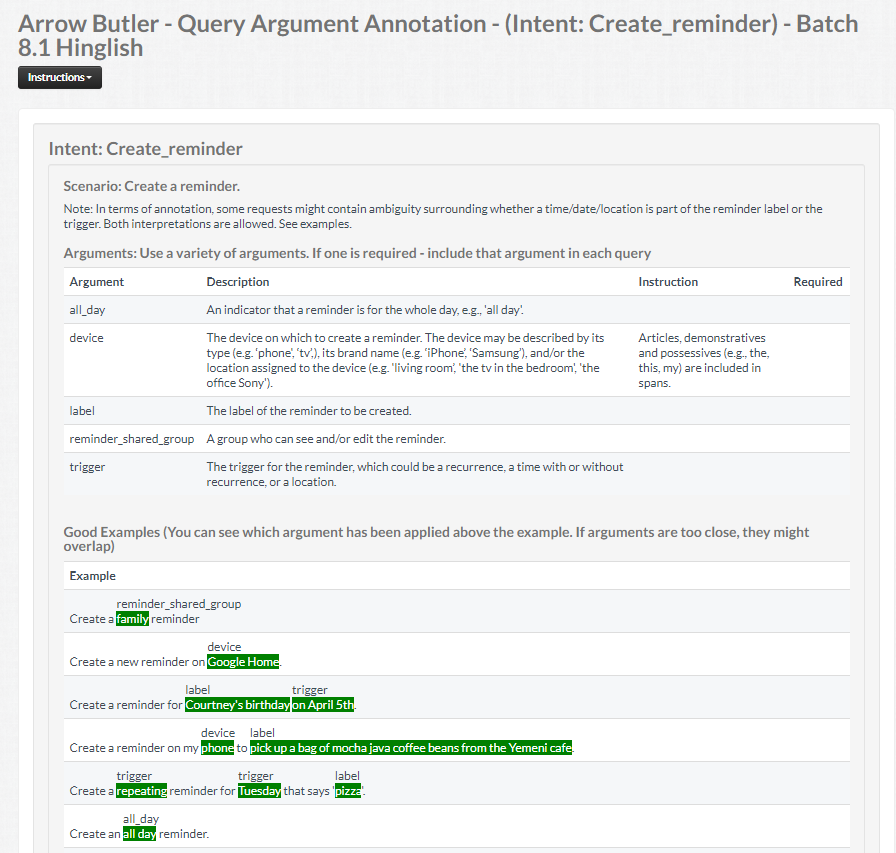 Arrow Butler - Query Argument Annotation - (Intent: Create_reminder) - Batch
8.1 Hinglish
Instructions
Intent: Create_reminder
Scenario: Create a reminder.
Note: In terms of annotation, some requests might contain ambiguity surrounding whether a time/date/location is part of the reminder label or the
trigger. Both interpretations are allowed. See examples.
Arguments: Use a variety of arguments. If one is required - include that argument in each query
Argument Description Instruction Required
all_day An indicator that a reminder is for the whole day, e.g., 'all day'.
device The device on which to create a reminder. The device may be described by its Articles, demonstratives
type (e.g. 'phone', 'tv',), its brand name (e.g. 'iPhone', 'Samsung'), and/or the and possessives (e.g., the,
location assigned to the device (e.g. 'living room', 'the tv in the bedroom', 'the this, my) are included in
office Sony'). spans.
label The label of the reminder to be created.
reminder_shared_group A group who can see and/or edit the reminder.
trigger The trigger for the reminder, which could be a recurrence, a time with or without
recurrence, or a location.
Good Examples (You can see which argument has been applied above the example. If arguments are too close, they might
overlap)
Example
reminder_shared_group
Create a family reminder
device
Create a new reminder on Google Home.
label trigger
Create a reminder for Courtney's birthday on April 5th.
device label
Create a reminder on my phone to pick up a bag of mocha java coffee beans from the Yemeni cafe.
trigger trigger label
Create a repeating reminder for Tuesday that says 'pizza'.
all_day
Create an all day reminder.